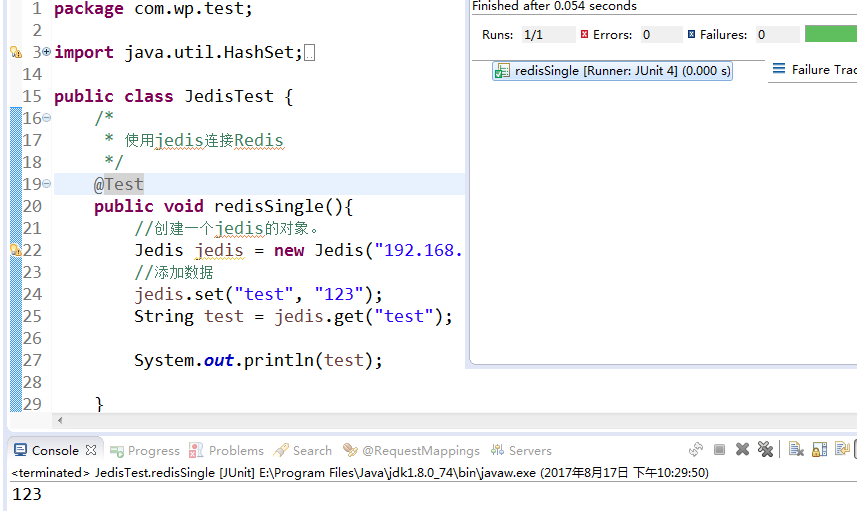 1 package com.wp.test;
2
3 import java.util.HashSet;
14
15 public class JedisTest {
16 /*
17 * 使用jedis连接Redis
18 */
19 @Test
20 public void redisSingle(){
21 //创建一个jedis的对象。
22 Jedis jedis = new Jedis("192.168.
23 //添加数据
24 jedis.set("test", "123");
25 String test = jedis.get("test");
26
27 System.out.println(test);
28
29 }
Finished after 0.054 seconds
Runs: 1/1 Errors: 0 Failures: 0
redisSingle [Runner: JUnit 4] (0.000 s)
Failure Trac
Console Progress Problems Search @RequestMappings Servers
<terminated> JedisTest.redisSingle [JUnit] E:\Program Files\Java\jdk1.8.0_74\bin\javaw.exe (2017年8月17日 下午10:29:50)
123